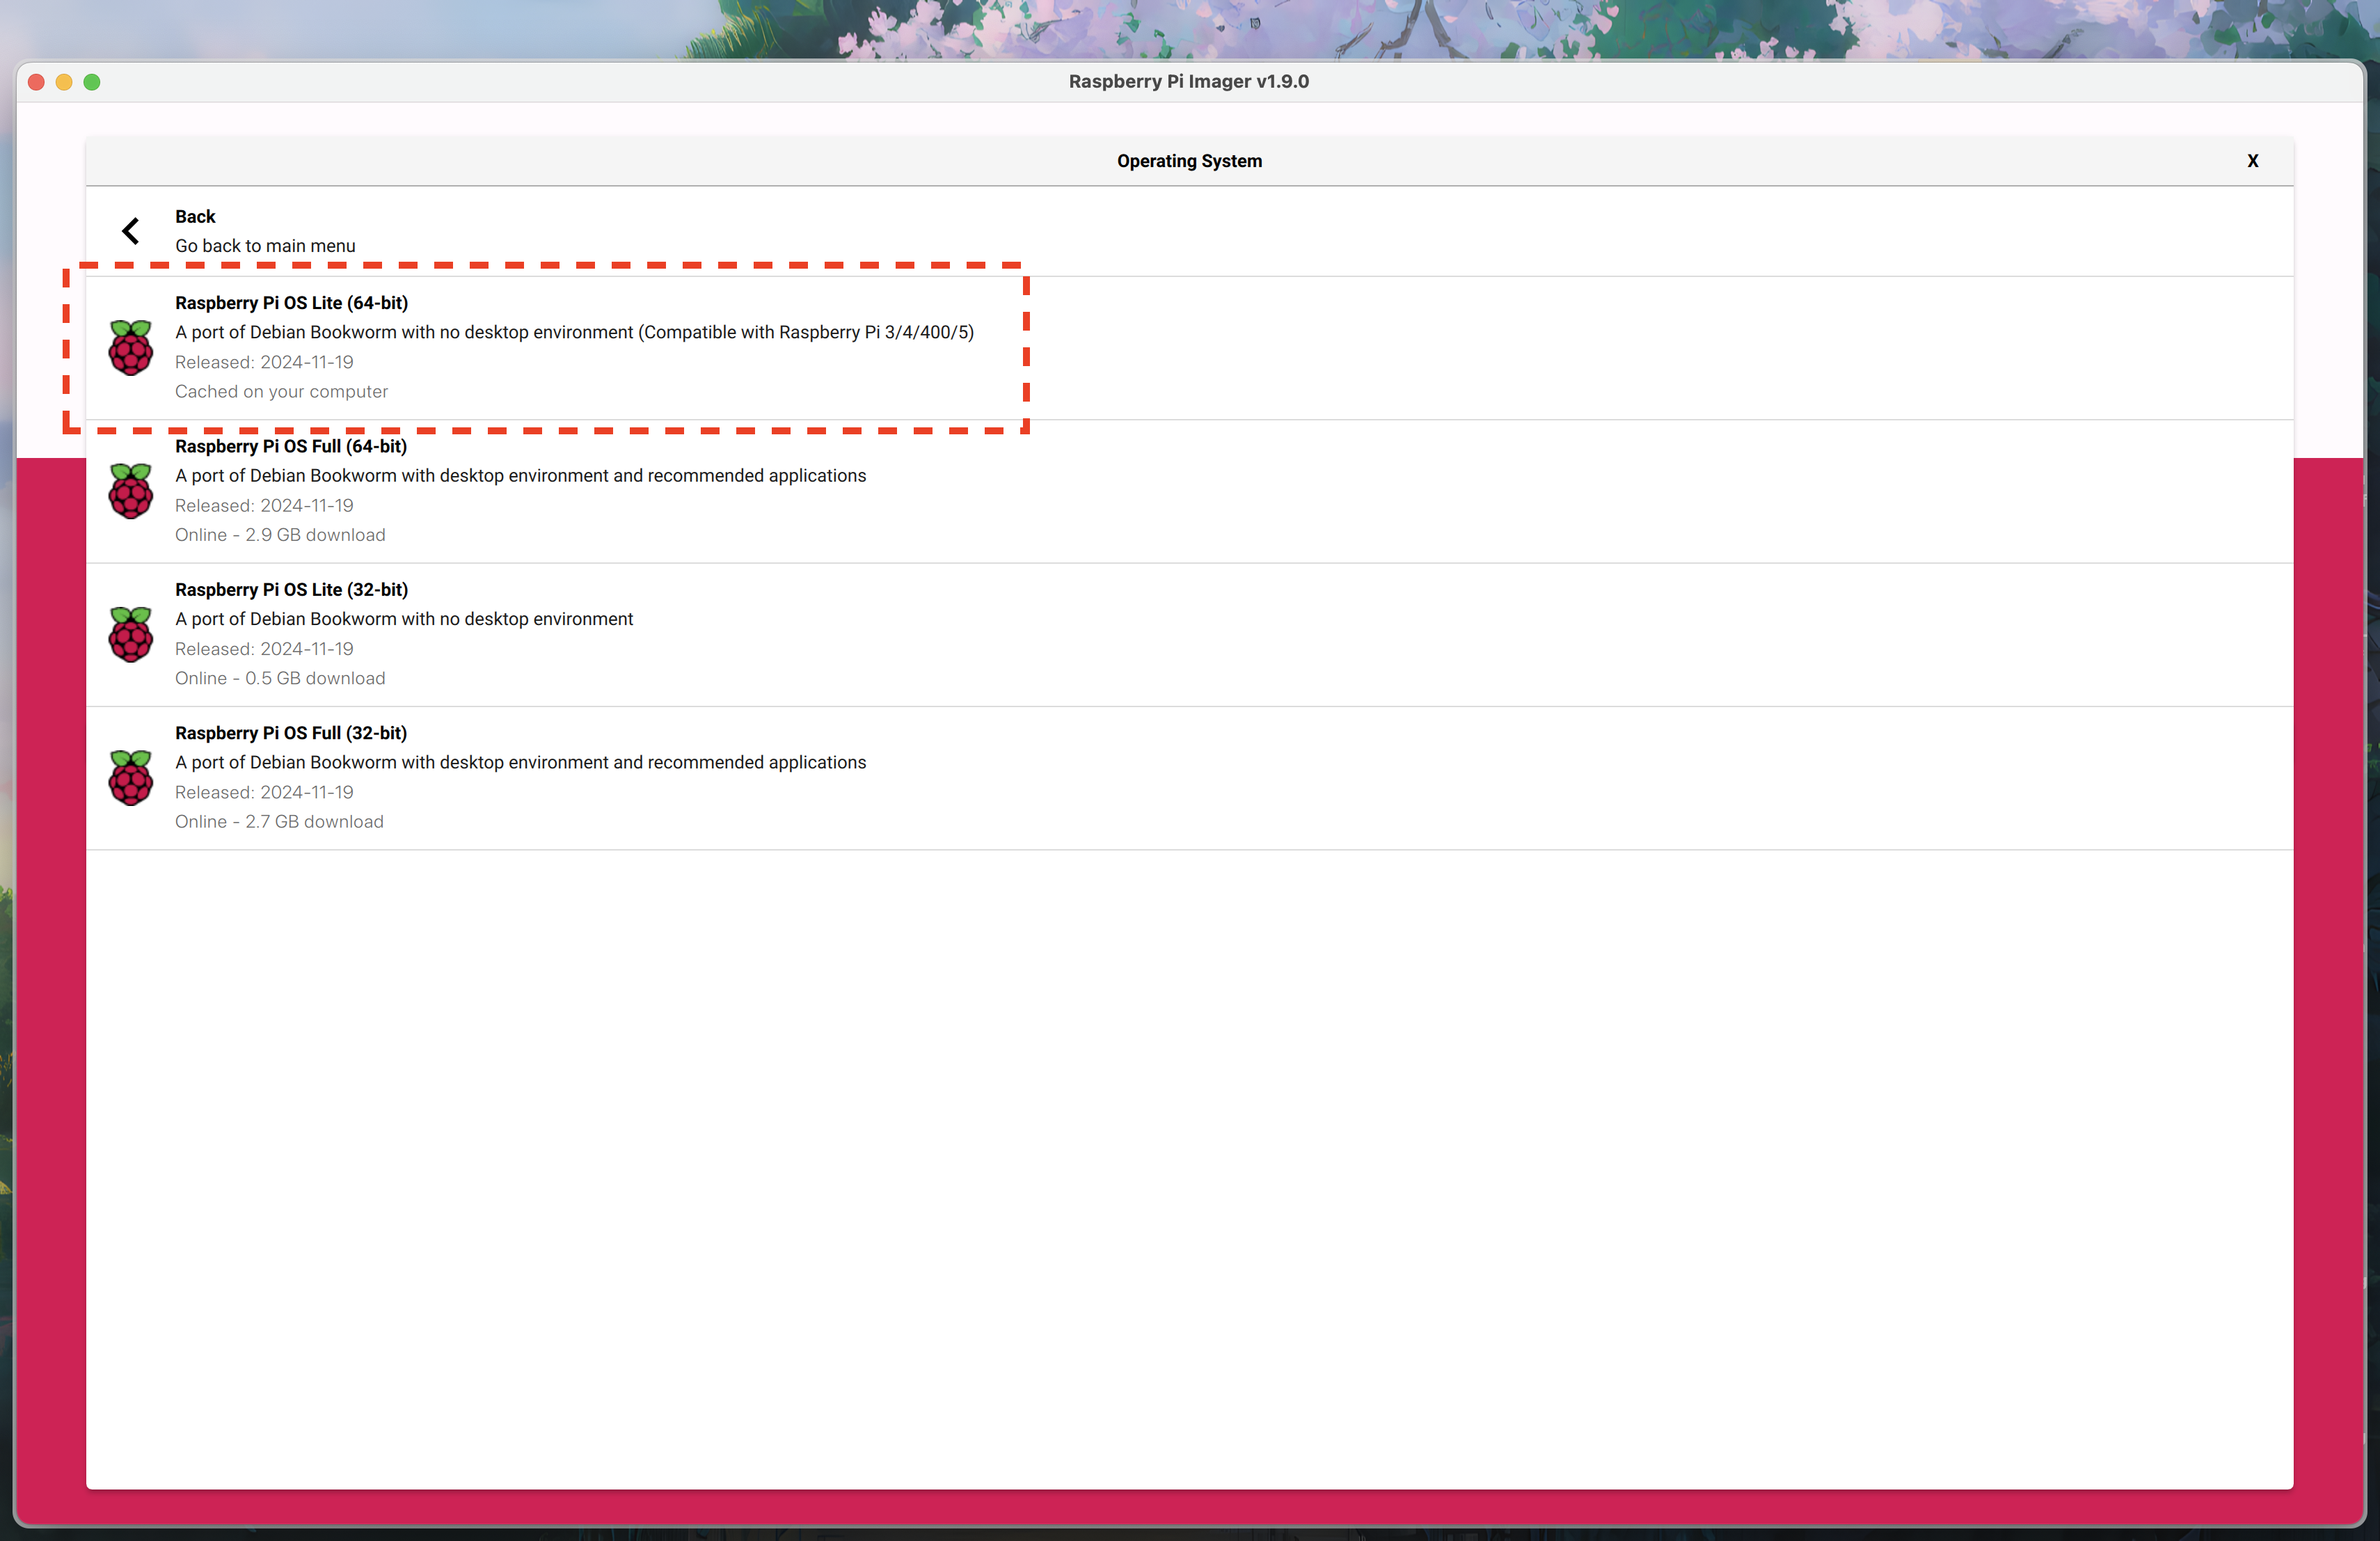 Raspberry Pi Imager v1.9.0
Operating System
X
Back
Go back to main menu
Raspberry Pi OS Lite (64-bit)
A port of Debian Bookworm with no desktop environment (Compatible with Raspberry Pi 3/4/400/5)
Released: 2024-11-19
Cached on your computer
Raspberry Pi OS Full (64-bit)
A port of Debian Bookworm with desktop environment and recommended applications
Released: 2024-11-19
Online - 2.9 GB download
Raspberry Pi OS Lite (32-bit)
A port of Debian Bookworm with no desktop environment
Released: 2024-11-19
Online - 0.5 GB download
Raspberry Pi OS Full (32-bit)
A port of Debian Bookworm with desktop environment and recommended applications
Released: 2024-11-19
Online - 2.7 GB download